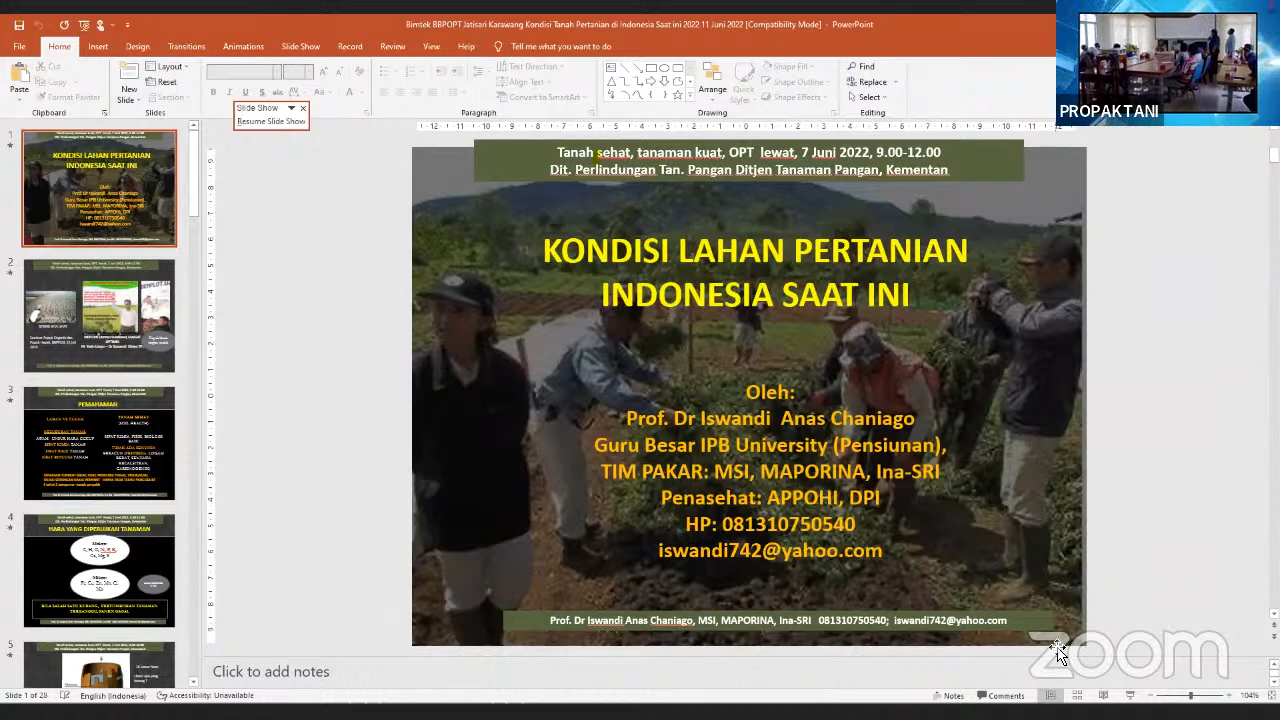 Bimtek BBPOPT Jatisari Karawang Kondisi Tanah Pertanian di Indonesia Saat ini 2022 11 Juni 2022 [Compatibility Mode] - PowerPoint
File Home Insert Design Transitions Animations Slide Show Record Review View Help Tell me what you want to do
Paste
Cut
Copy
Format Painter
Clipboard
New
Slide
Layout
Reset
Section
Slides
Slide Show
Resume Slide Show
Paragraph
Text Direction
Align Text
Convert to SmartArt
Arrange
Quick
Styles
Shape Fill
Shape Outline
Shape Effects
Drawing
Find
Replace
Select
Editing
PROPAKTANI
1
KONDISI LAHAN PERTANIAN
INDONESIA SAAT INI
2
3
PEMAHAMAN
4
HARA YANG DIPERLUKAN TANAMAN
5
Tanah sehat, tanaman kuat, OPT lewat, 7 Juni 2022, 9.00-12.00
Dit. Perlindungan Tan. Pangan Ditjen Tanaman Pangan, Kementan
KONDISI LAHAN PERTANIAN
INDONESIA SAAT INI
Oleh:
Prof. Dr Iswandi Anas Chaniago
Guru Besar IPB University (Pensiunan),
TIM PAKAR: MSI, MAPORINA, Ina-SRI
Penasehat: APPOHI, DPI
HP: 081310750540
iswandi742@yahoo.com
Prof. Dr Iswandi Anas Chaniago, MSI, MAPORINA, Ina-SRI 081310750540; iswandi742@yahoo.com
zoom
Click to add notes
Slide 1 of 28 English (Indonesia) Accessibility: Unavailable Notes Comments 104%